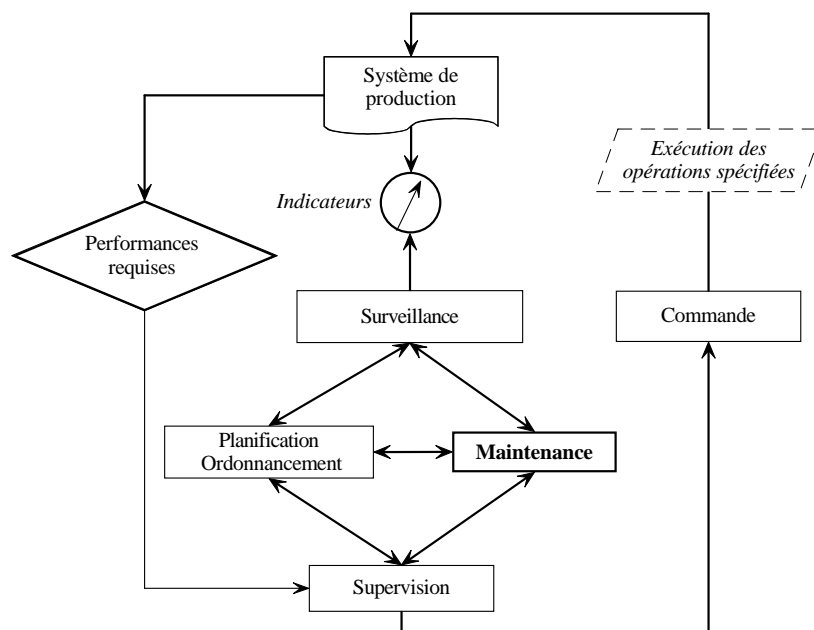 Système de
production
Exécution des
opérations spécifiées
Indicateurs
Performances
requises
Surveillance
Commande
Planification
Ordonnancement
Maintenance
Supervision